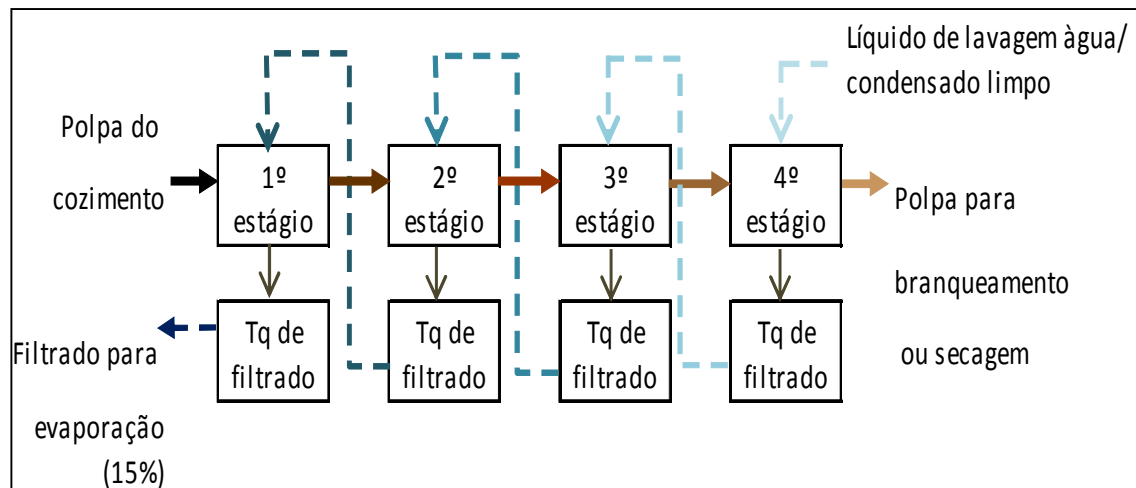 Líquido de lavagem àgua/
condensado limpo
Polpa do
cozimento
1º
estágio
2º
estágio
3º
estágio
4º
estágio
Polpa para
branqueamento
ou secagem
Tq de
filtrado
Tq de
filtrado
Tq de
filtrado
Tq de
filtrado
Filtrado para
evaporação
(15%)